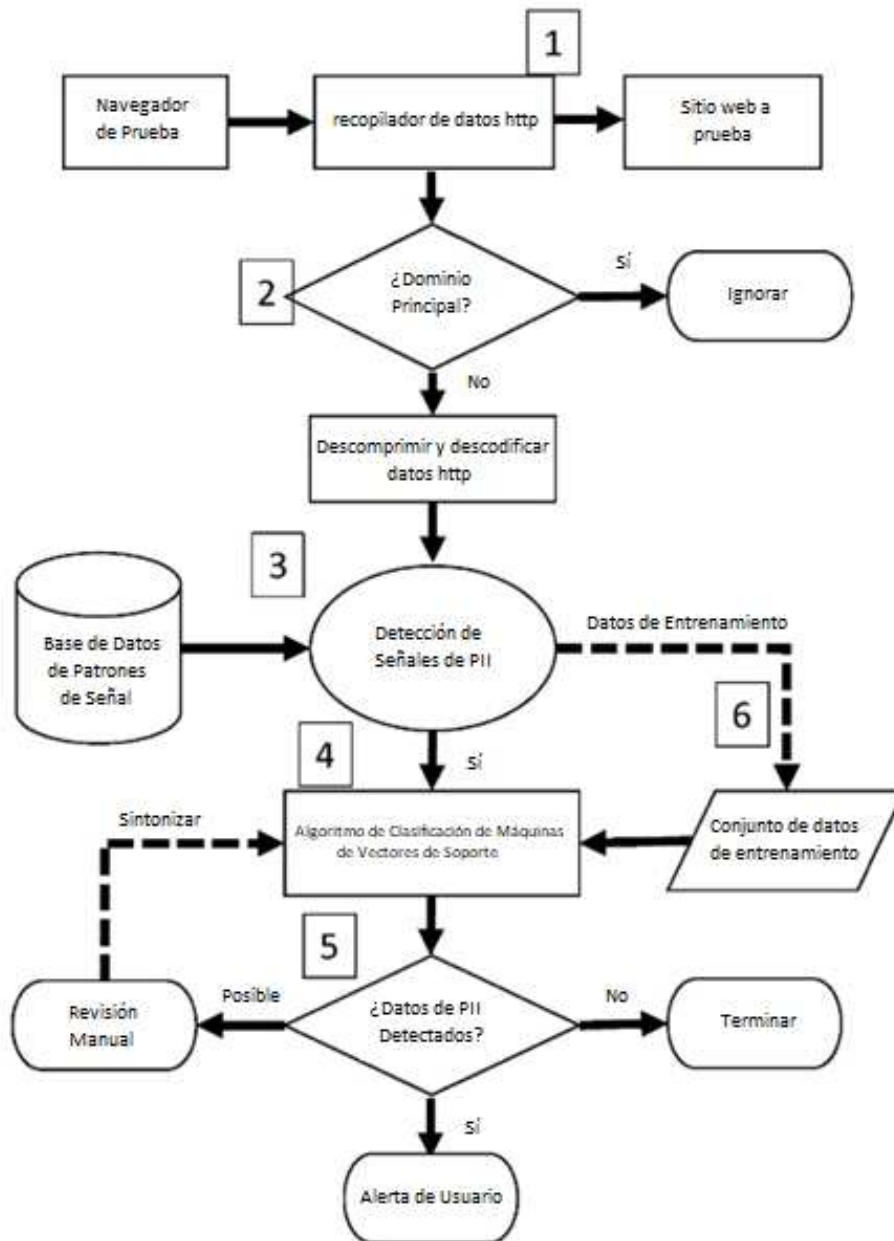 1
Navegador
de Prueba
recopilador de datos http
Sitio web a
prueba
2
¿Dominio
Principal?
Sí
Ignorar
No
Descomprimir y descodificar
datos http
3
Base de Datos
de Patrones
de Señal
Detección de
Señales de PII
Datos de Entrenamiento
6
4
Sí
Sintonizar
Algoritmo de Clasificación de Máquinas
de Vectores de Soporte
Conjunto de datos
de entrenamiento
5
Posible
Revisión
Manual
¿Datos de PII
Detectados?
No
Terminar
Sí
Alerta de Usuario